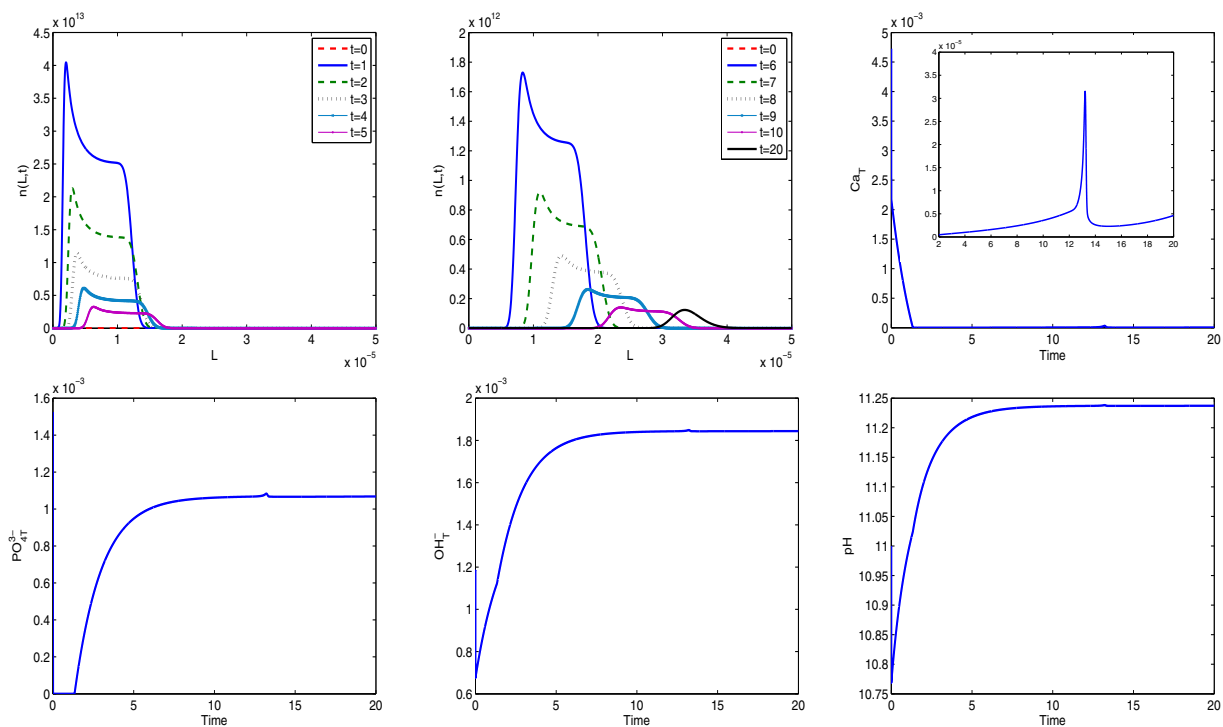 x 10^13
4.5
4
3.5
3
2.5
2
1.5
1
0.5
0
n(L,t)
0 1 2 3 4 5
L
x 10^−5
t=0
t=1
t=2
t=3
t=4
t=5
x 10^12
2
1.8
1.6
1.4
1.2
1
0.8
0.6
0.4
0.2
0
n(L,t)
0 1 2 3 4 5
L
x 10^−5
t=0
t=6
t=7
t=8
t=9
t=10
t=20
x 10^−3
5
4.5
4
3.5
3
2.5
2
1.5
1
0.5
0
Ca_T
0 5 10 15 20
Time
x 10^−5
4
3.5
3
2.5
2
1.5
1
0.5
0
2 4 6 8 10 12 14 16 18 20
x 10^−3
1.6
1.4
1.2
1
0.8
0.6
0.4
0.2
0
PO_4T^3−
0 5 10 15 20
Time
x 10^−3
2
1.8
1.6
1.4
1.2
1
0.8
0.6
OH_T^−
0 5 10 15 20
Time
11.25
11.2
11.15
11.1
11.05
11
10.95
10.9
10.85
10.8
10.75
pH
0 5 10 15 20
Time